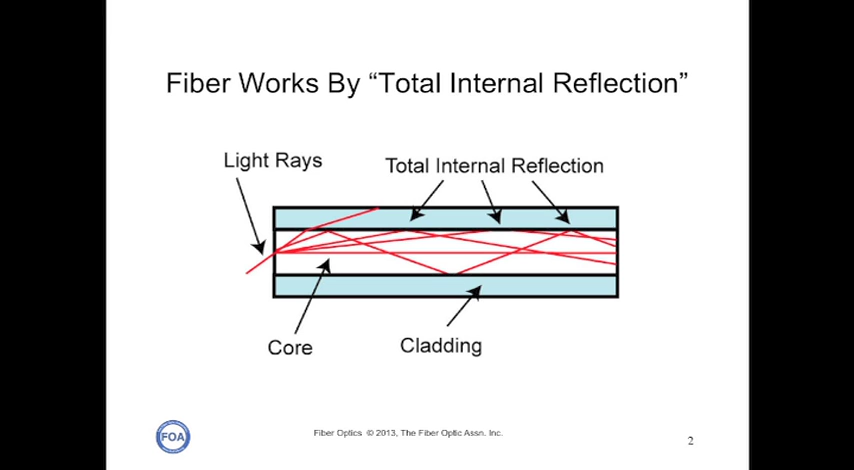 Fiber Works By “Total Internal Reflection”
Light Rays
Total Internal Reflection
Core
Cladding
FOA
Fiber Optics © 2013, The Fiber Optic Assn. Inc.
2